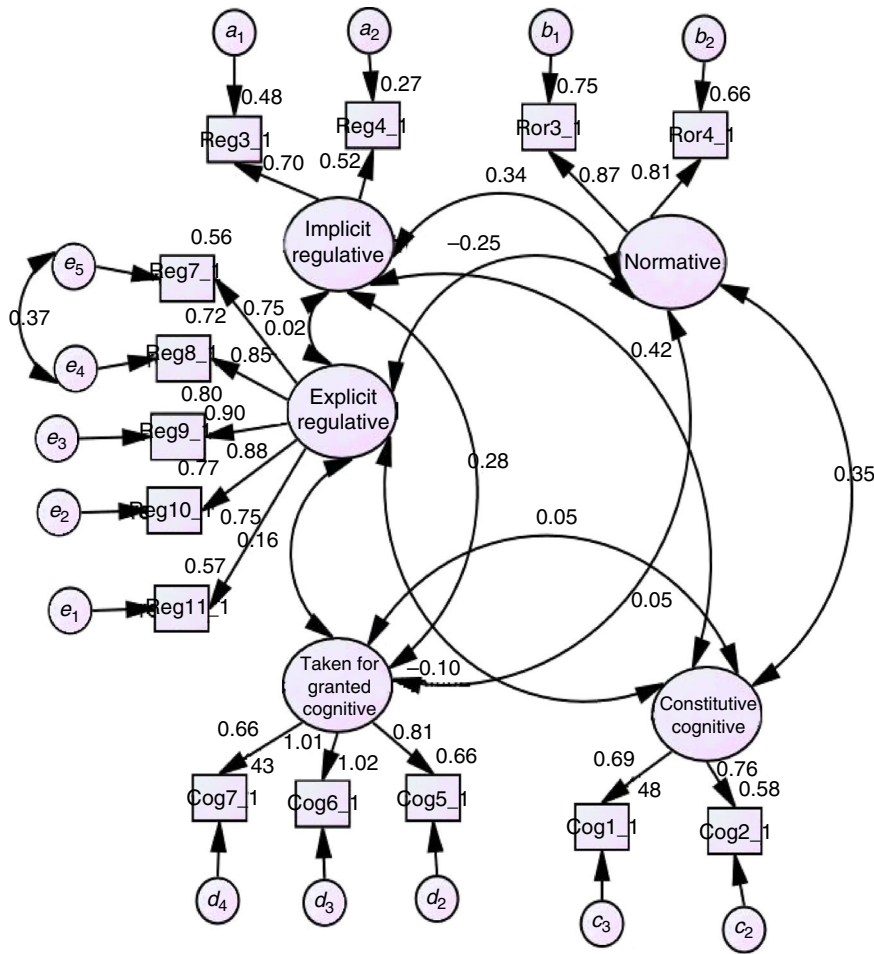 a1
a2
b1
b2
0.48
0.27
0.75
0.66
Reg3_1
Reg4_1
Ror3_1
Ror4_1
0.70
0.52
0.87
0.81
0.34
Implicit
regulative
–0.25
Normative
0.56
e5
Reg7_1
0.75
0.37
0.72
0.02
e4
Reg8_1
0.85
0.42
0.80
Explicit
regulative
0.90
e3
Reg9_1
0.88
0.28
0.35
0.77
e2
Reg10_1
0.75
0.16
0.05
0.57
e1
Reg11_1
0.05
Taken for
granted
cognitive
–0.10
Constitutive
cognitive
0.66
1.01
0.81
43
1.02
0.66
0.69
0.76
48
0.58
Cog7_1
Cog6_1
Cog5_1
Cog1_1
Cog2_1
d4
d3
d2
c3
c2